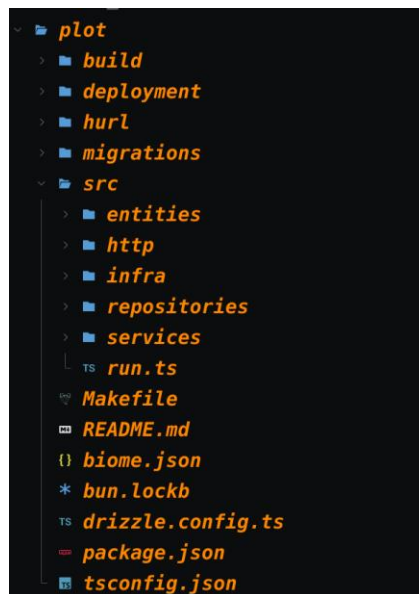 plot
build
deployment
hurl
migrations
src
entities
http
infra
repositories
services
TS run.ts
Makefile
README.md
{} biome.json
* bun.lockb
TS drizzle.config.ts
package.json
TS tsconfig.json